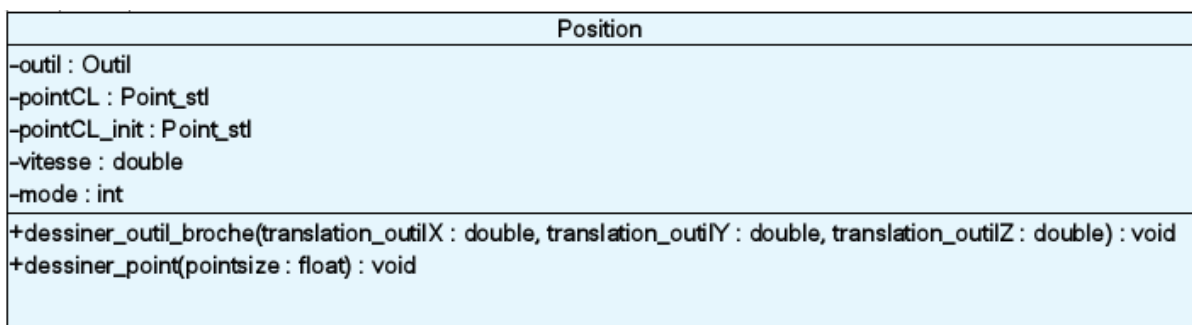 Position
-outil : Outil
-pointCL : Point_stl
-pointCL_init : Point_stl
-vitesse : double
-mode : int
+dessiner_outil_broche(translation_outilX : double, translation_outilY : double, translation_outilZ : double) : void
+dessiner_point(pointsize : float) : void